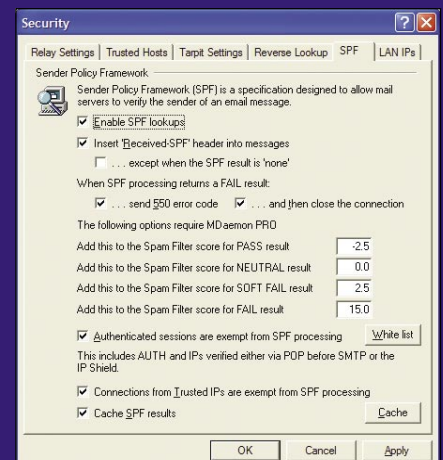 Security
Relay Settings Trusted Hosts Tarpit Settings Reverse Lookup SPF LAN IPs
Sender Policy Framework
Sender Policy Framework (SPF) is a specification designed to allow mail
servers to verify the sender of an email message.
Enable SPF lookups
Insert 'Received-SPF' header into messages
. . . except when the SPF result is 'none'
When SPF processing returns a FAIL result:
. . . send 550 error code . . . and then close the connection
The following options require MDaemon PRO
Add this to the Spam Filter score for PASS result -2.5
Add this to the Spam Filter score for NEUTRAL result 0.0
Add this to the Spam Filter score for SOFT FAIL result 2.5
Add this to the Spam Filter score for FAIL result 15.0
Authenticated sessions are exempt from SPF processing White list
This includes AUTH and IPs verified either via POP before SMTP or the
IP Shield.
Connections from Trusted IPs are exempt from SPF processing
Cache SPF results Cache
OK Cancel Apply